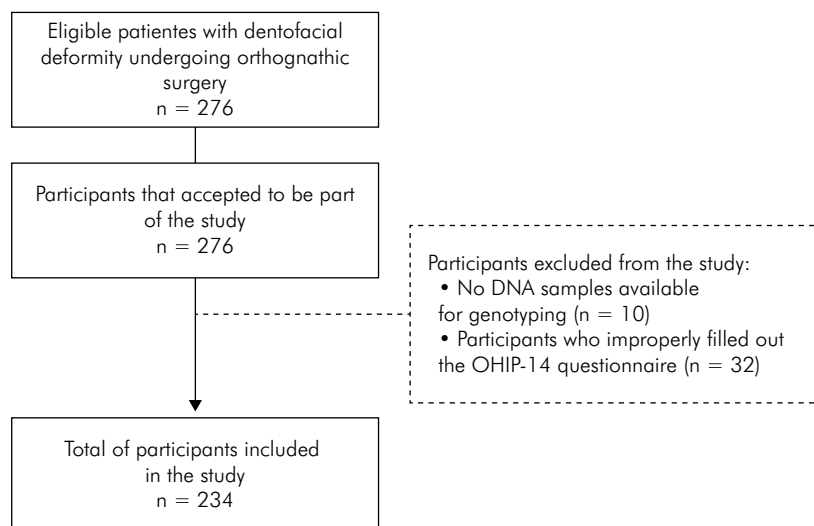 Eligible patientes with dentofacial
deformity undergoing orthognathic
surgery
n = 276
Participants that accepted to be part
of the study
n = 276
Participants excluded from the study:
• No DNA samples available
for genotyping (n = 10)
• Participants who improperly filled out
the OHIP-14 questionnaire (n = 32)
Total of participants included
in the study
n = 234